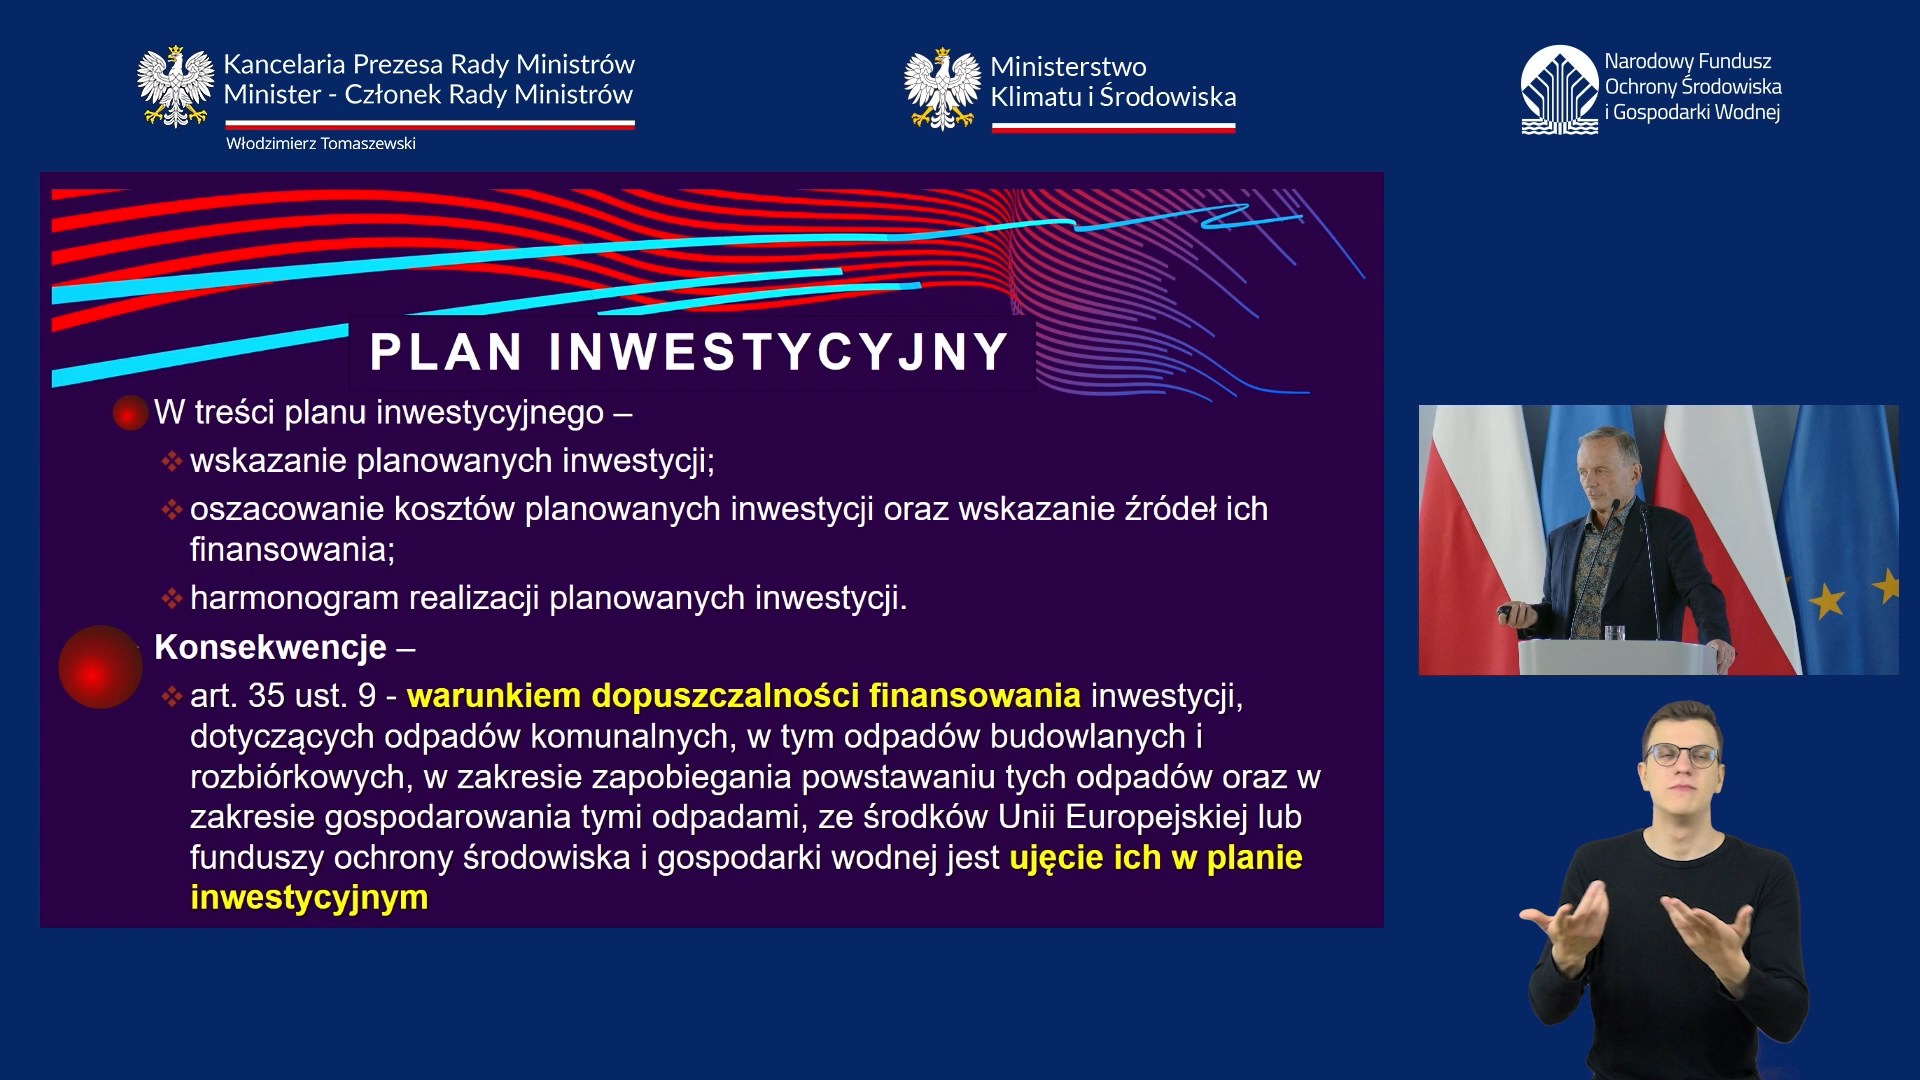 Kancelaria Prezesa Rady Ministrów
Minister - Członek Rady Ministrów
Włodzimierz Tomaszewski
Ministerstwo
Klimatu i Środowiska
Narodowy Fundusz
Ochrony Środowiska
i Gospodarki Wodnej
PLAN INWESTYCYJNY
W treści planu inwestycyjnego –
wskazanie planowanych inwestycji;
oszacowanie kosztów planowanych inwestycji oraz wskazanie źródeł ich
finansowania;
harmonogram realizacji planowanych inwestycji.
Konsekwencje –
art. 35 ust. 9 - warunkiem dopuszczalności finansowania inwestycji,
dotyczących odpadów komunalnych, w tym odpadów budowlanych i
rozbiórkowych, w zakresie zapobiegania powstawaniu tych odpadów oraz w
zakresie gospodarowania tymi odpadami, ze środków Unii Europejskiej lub
funduszy ochrony środowiska i gospodarki wodnej jest ujęcie ich w planie
inwestycyjnym